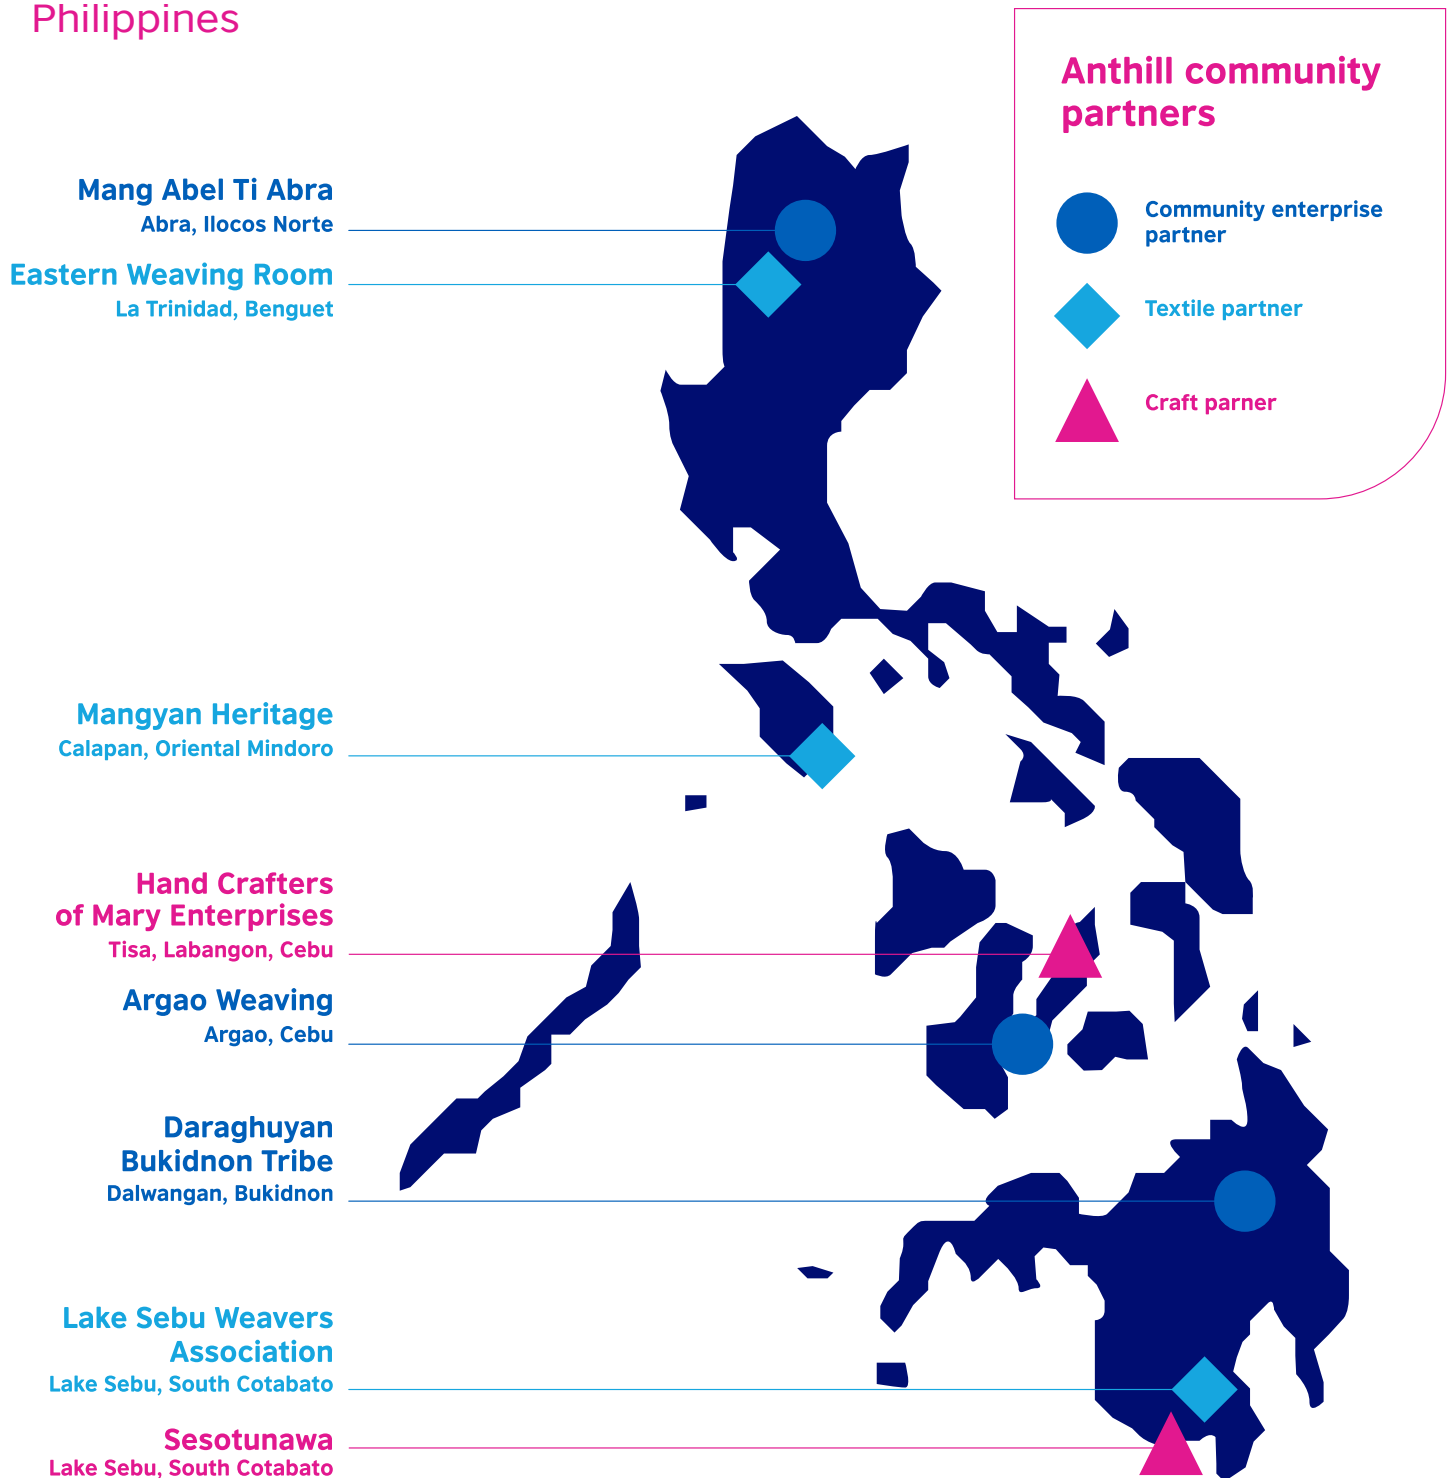 Philippines
Anthill community
partners
Community enterprise
partner
Textile partner
Craft parner
Mang Abel Ti Abra
Abra, Ilocos Norte
Eastern Weaving Room
La Trinidad, Benguet
Mangyan Heritage
Calapan, Oriental Mindoro
Hand Crafters
of Mary Enterprises
Tisa, Labangon, Cebu
Argao Weaving
Argao, Cebu
Daraghuyan
Bukidnon Tribe
Dalwangan, Bukidnon
Lake Sebu Weavers
Association
Lake Sebu, South Cotabato
Sesotunawa
Lake Sebu, South Cotabato